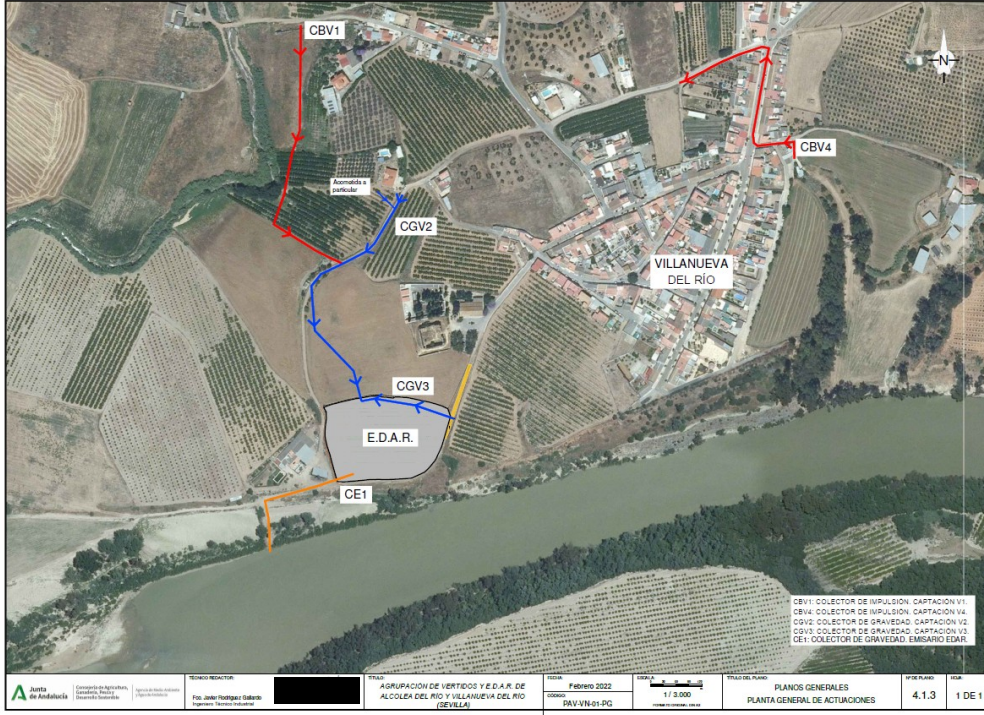 CBV1
N
CBV4
Acometida a
particular
CGV2
VILLANUEVA
DEL RÍO
CGV3
E.D.A.R.
CE1
CBV1: COLECTOR DE IMPULSIÓN. CAPTACIÓN V1.
CBV4: COLECTOR DE IMPULSIÓN. CAPTACIÓN V4.
CGV2: COLECTOR DE GRAVEDAD. CAPTACIÓN V2.
CGV3: COLECTOR DE GRAVEDAD. CAPTACIÓN V3.
CE1: COLECTOR DE GRAVEDAD. EMISARIO EDAR.
Junta
de Andalucía
Consejería de Agricultura,
Ganadería, Pesca y
Desarrollo Sostenible
TÉCNICO REDACTOR:
Fco. Javier Rodríguez Gallardo
Ingeniero Técnico Industrial
TÍTULO:
AGRUPACIÓN DE VERTIDOS Y E.D.A.R. DE
ALCOLEA DEL RÍO Y VILLANUEVA DEL RÍO
(SEVILLA)
FECHA:
Febrero 2022
CÓDIGO:
PAV-VN-01-PG
ESCALA:
1/ 3.000
TÍTULO DEL PLANO:
PLANOS GENERALES
PLANTA GENERAL DE ACTUACIONES
Nº DE PLANO:
4.1.3
HOJA:
1 DE 1